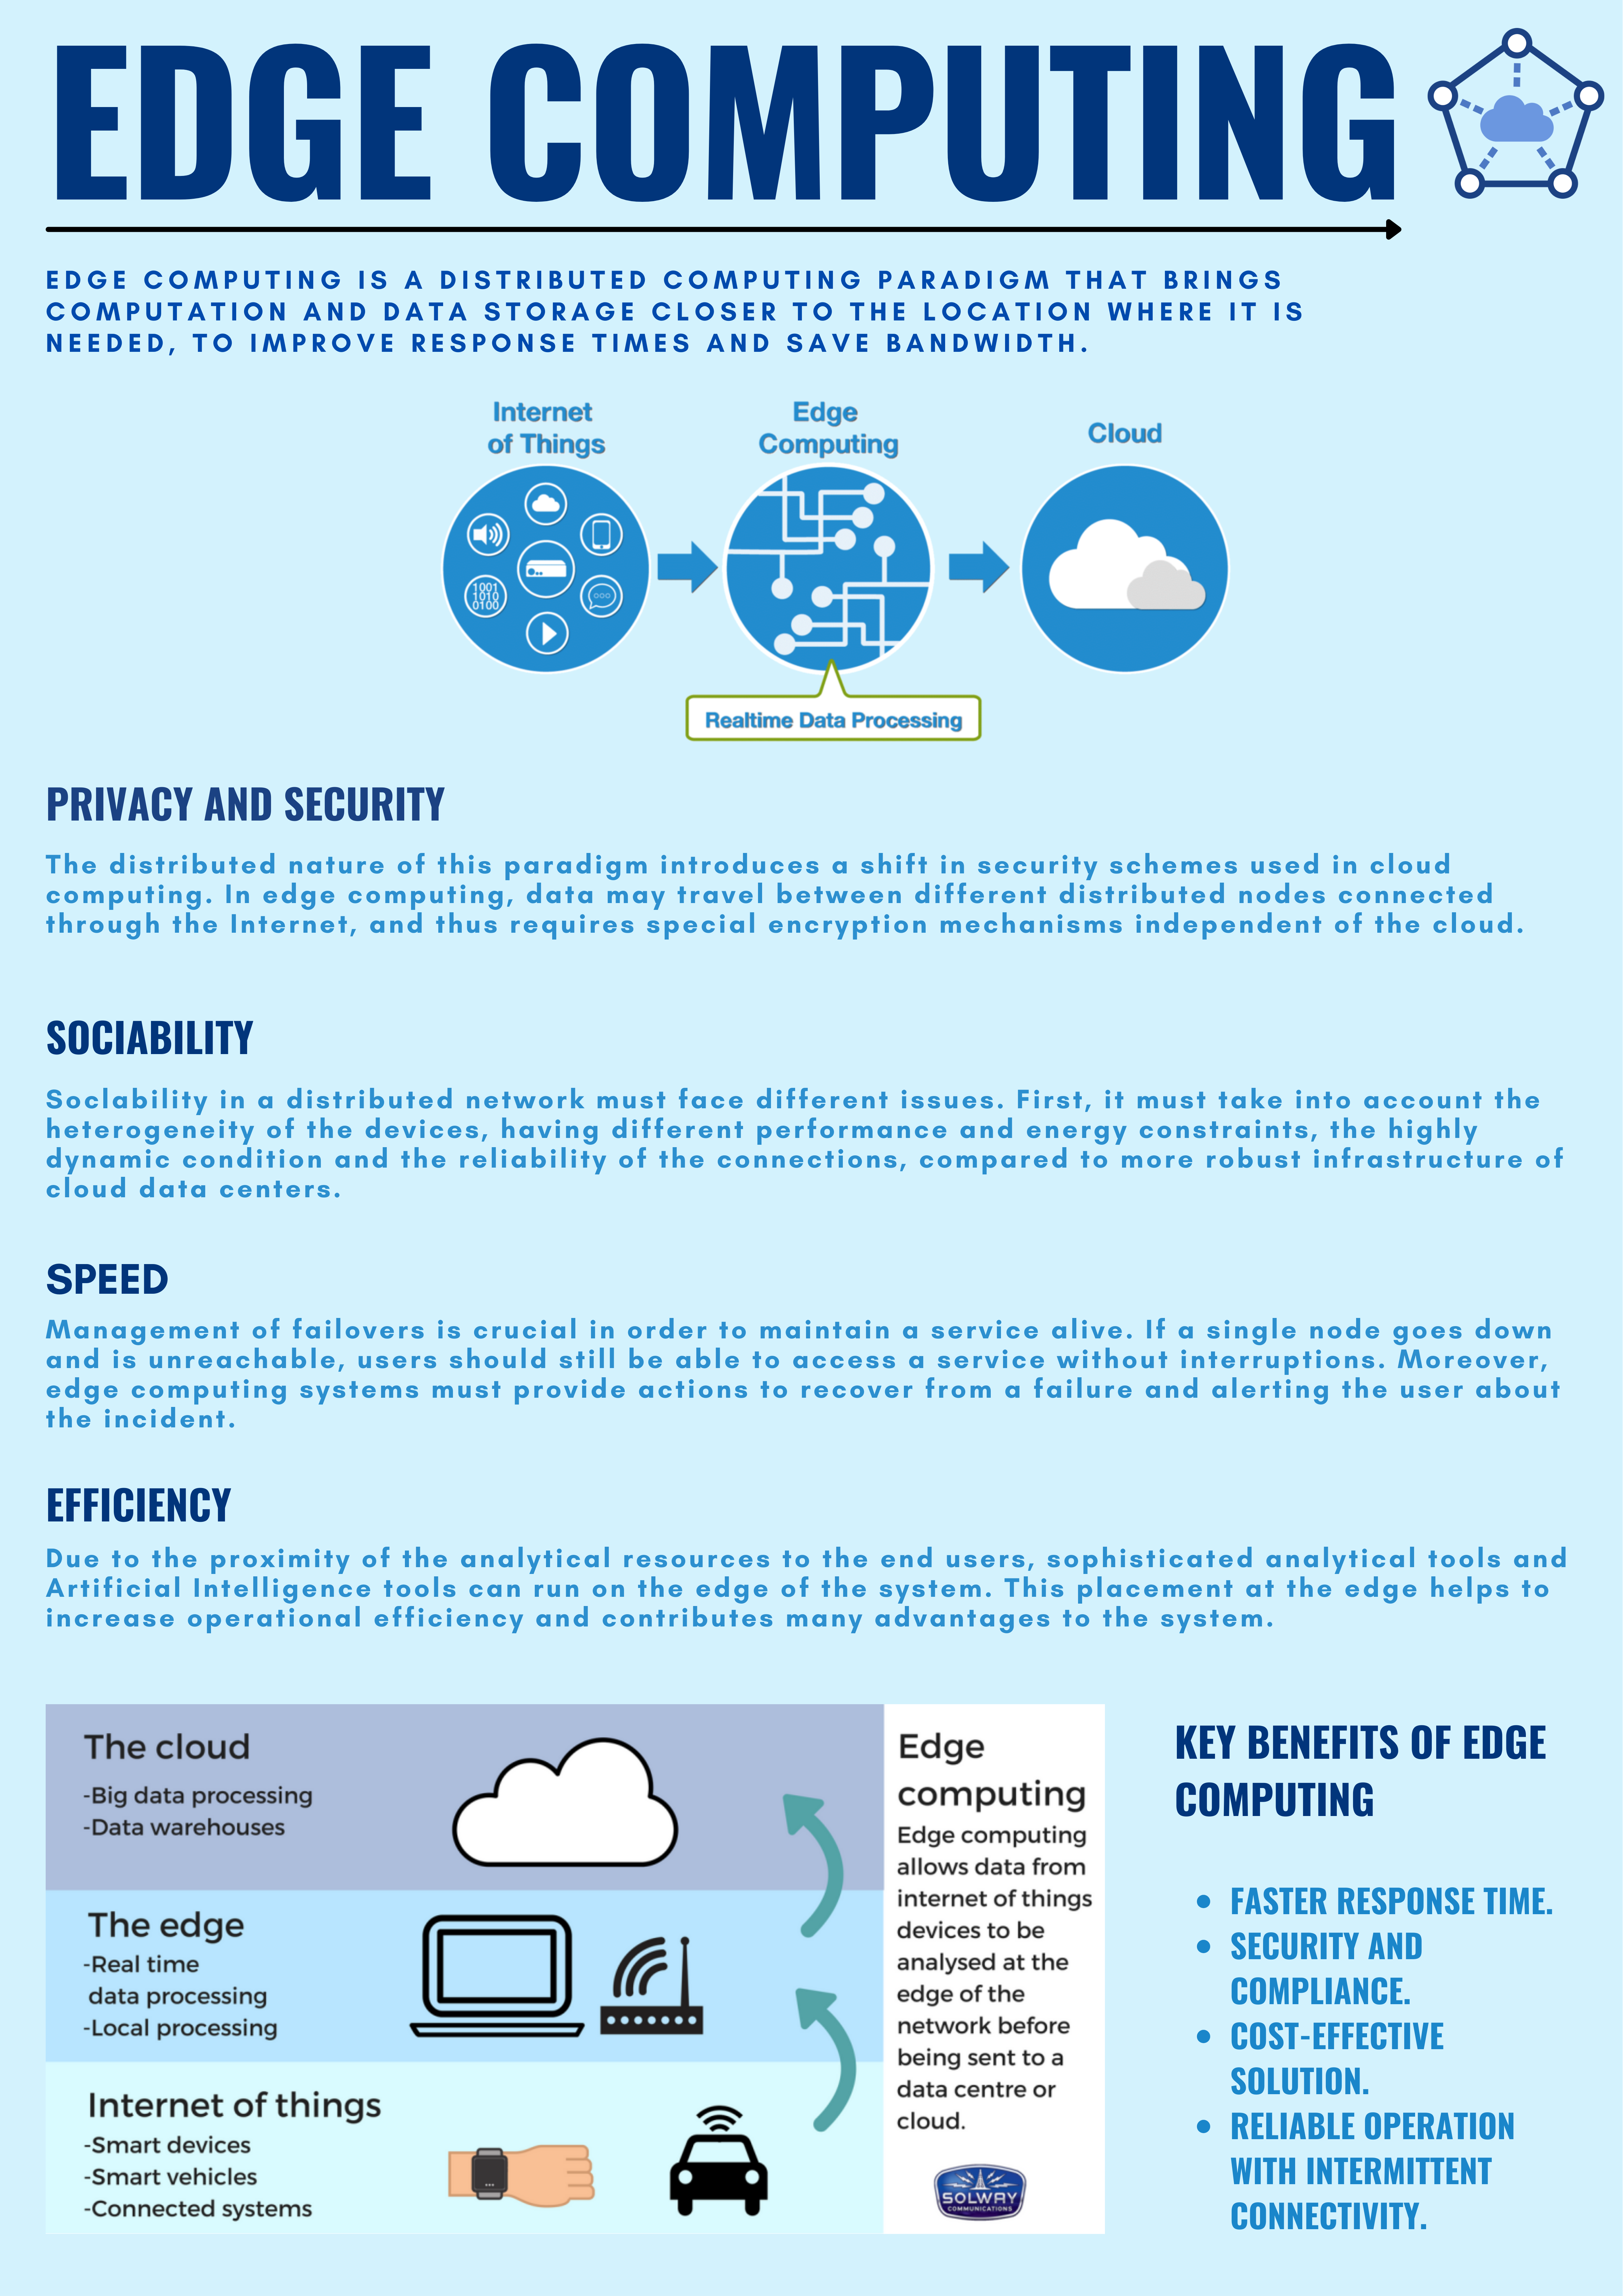 EDGE COMPUTING
EDGE COMPUTING IS A DISTRIBUTED COMPUTING PARADIGM THAT BRINGS
COMPUTATION AND DATA STORAGE CLOSER TO THE LOCATION WHERE IT IS
NEEDED, TO IMPROVE RESPONSE TIMES AND SAVE BANDWIDTH.
Internet
of Things
Edge
Computing
Cloud
1001
1010
0100
Realtime Data Processing
PRIVACY AND SECURITY
The distributed nature of this paradigm introduces a shift in security schemes used in cloud
computing. In edge computing, data may travel between different distributed nodes connected
through the Internet, and thus requires special encryption mechanisms independent of the cloud.
SOCIABILITY
Soclability in a distributed network must face different issues. First, it must take into account the
heterogeneity of the devices, having different performance and energy constraints, the highly
dynamic condition and the reliability of the connections, compared to more robust infrastructure of
cloud data centers.
SPEED
Management of failovers is crucial in order to maintain a service alive. If a single node goes down
and is unreachable, users should still be able to access a service without interruptions. Moreover,
edge computing systems must provide actions to recover from a failure and alerting the user about
the incident.
EFFICIENCY
Due to the proximity of the analytical resources to the end users, sophisticated analytical tools and
Artificial Intelligence tools can run on the edge of the system. This placement at the edge helps to
increase operational efficiency and contributes many advantages to the system.
The cloud
-Big data processing
-Data warehouses
The edge
-Real time
data processing
-Local processing
Internet of things
-Smart devices
-Smart vehicles
-Connected systems
Edge
computing
Edge computing
allows data from
internet of things
devices to be
analysed at the
edge of the
network before
being sent to a
data centre or
cloud.
SOLWAY
COMMUNICATIONS
KEY BENEFITS OF EDGE
COMPUTING
• FASTER RESPONSE TIME.
• SECURITY AND
COMPLIANCE.
• COST-EFFECTIVE
SOLUTION.
• RELIABLE OPERATION
WITH INTERMITTENT
CONNECTIVITY.